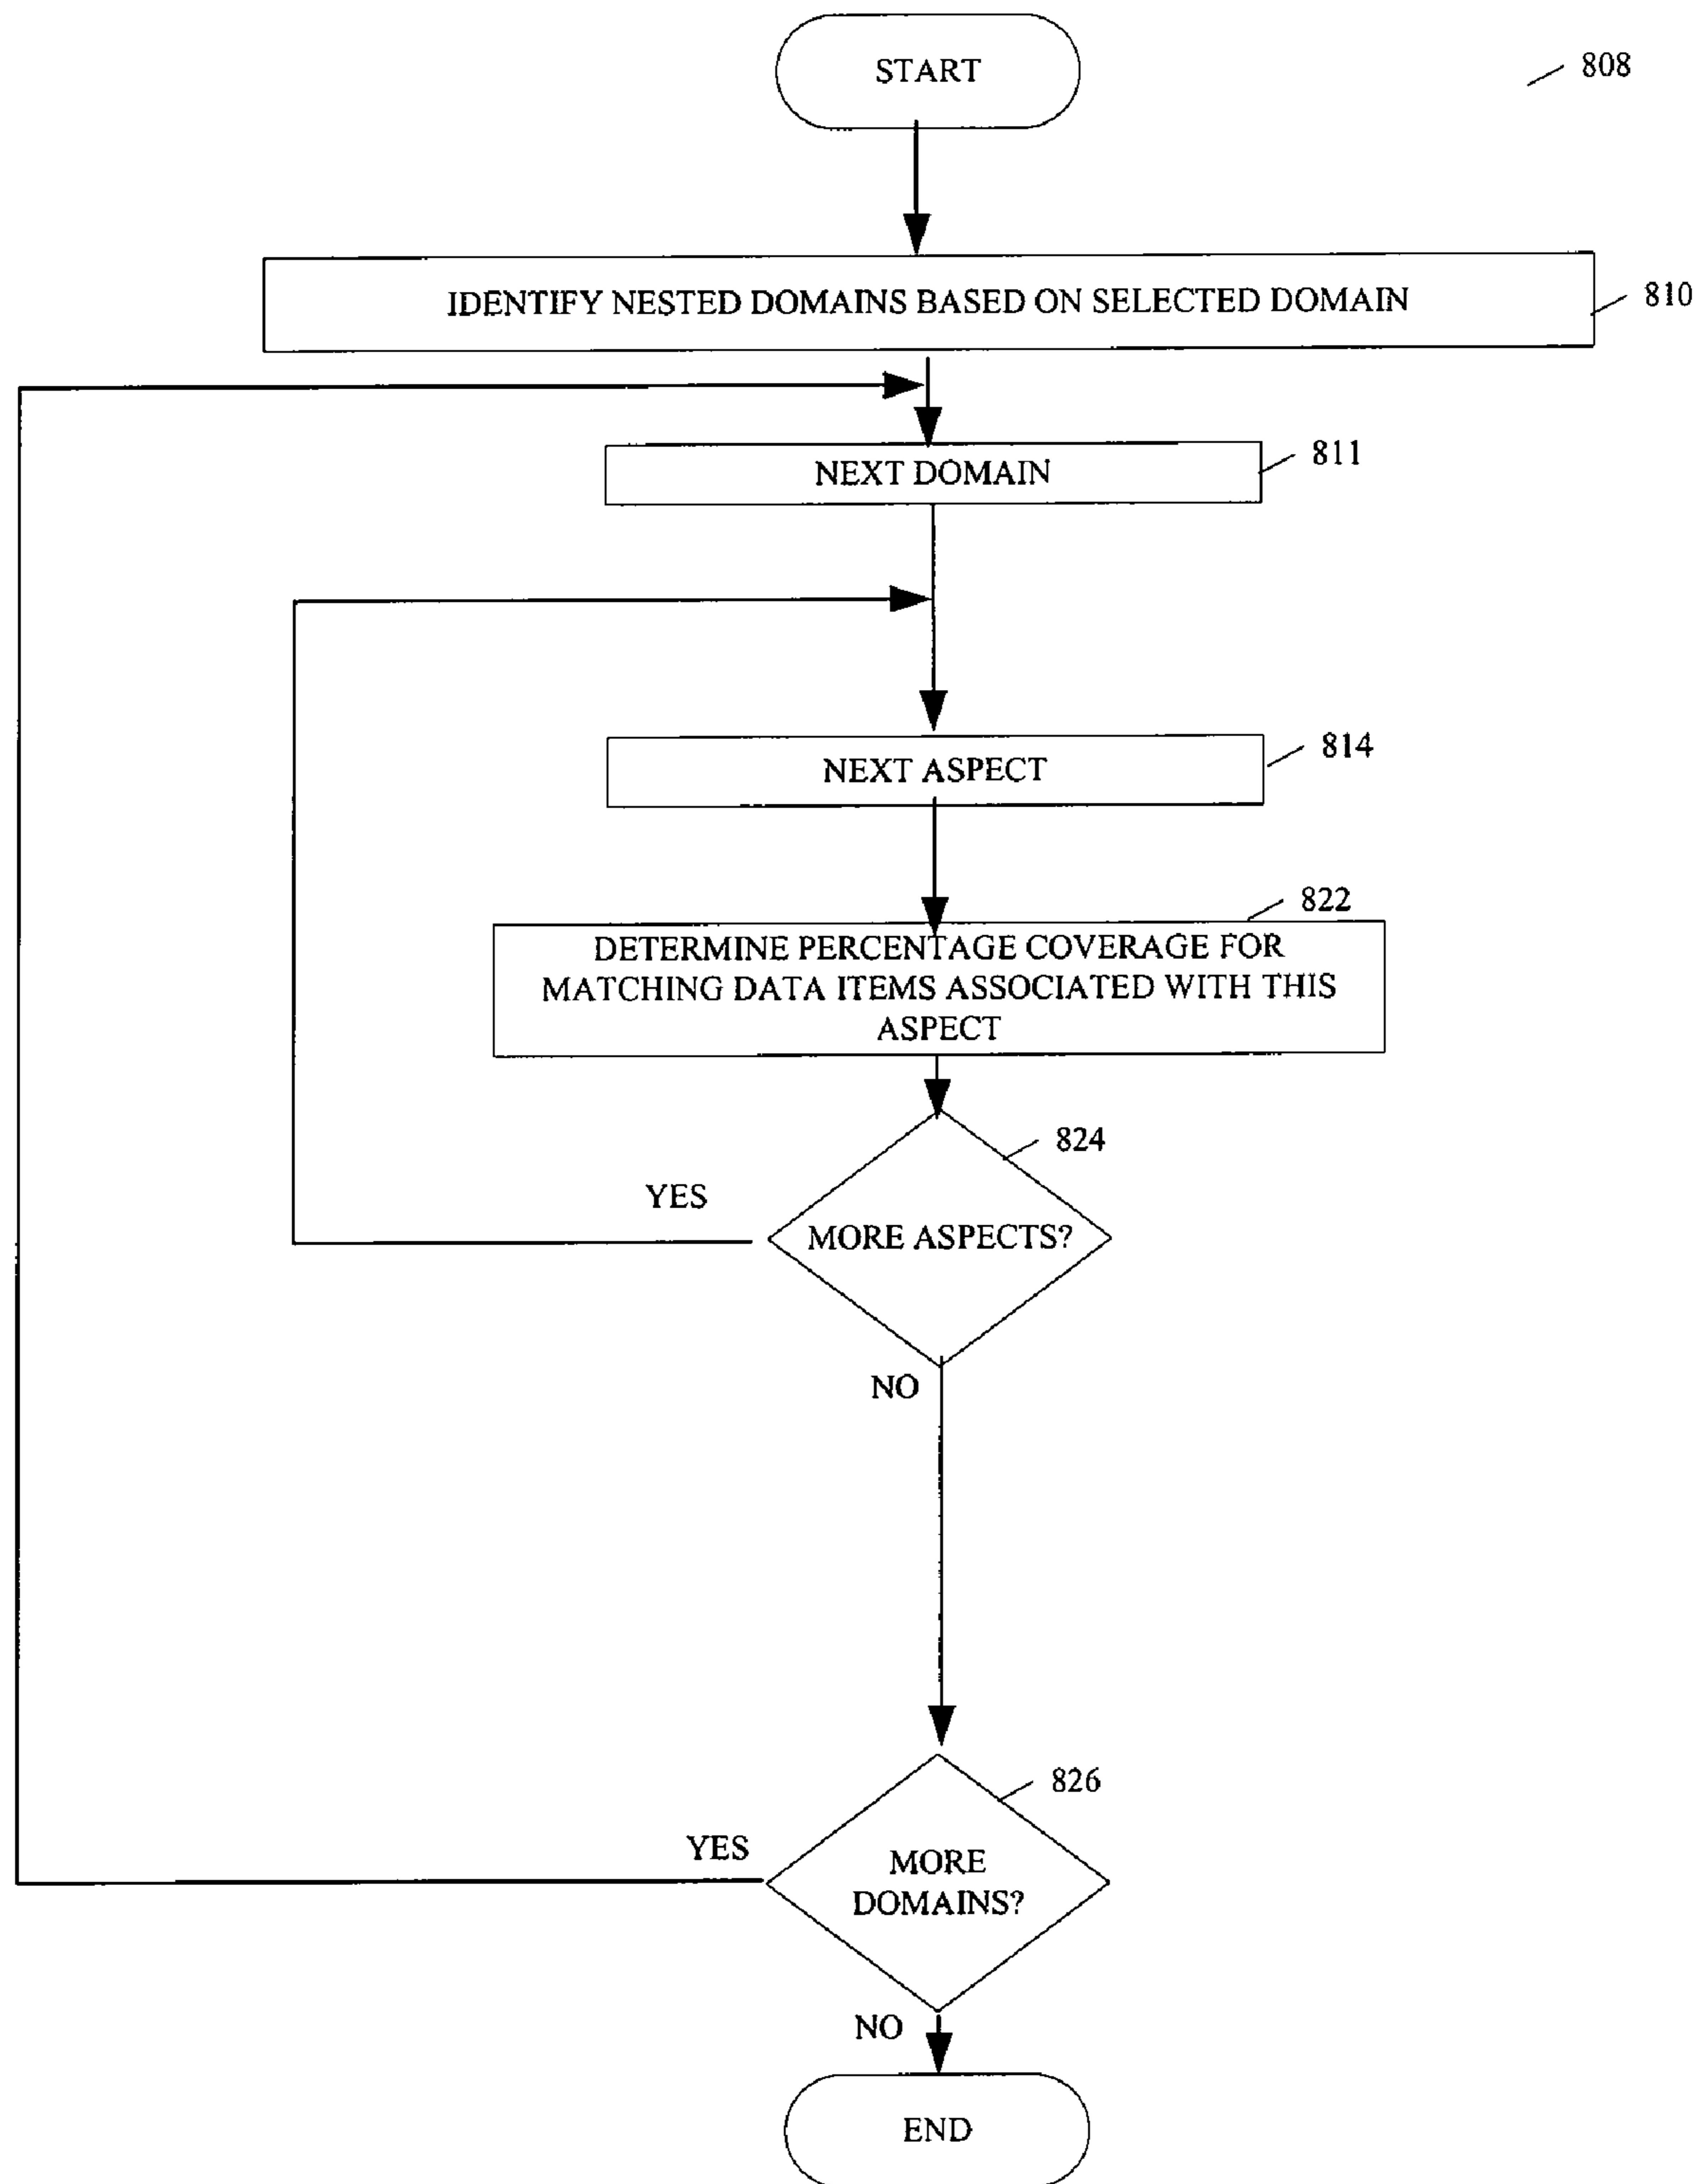 START
808
IDENTIFY NESTED DOMAINS BASED ON SELECTED DOMAIN
810
NEXT DOMAIN
811
NEXT ASPECT
814
822
DETERMINE PERCENTAGE COVERAGE FOR
MATCHING DATA ITEMS ASSOCIATED WITH THIS
ASPECT
824
YES
MORE ASPECTS?
NO
826
YES
MORE
DOMAINS?
NO
END